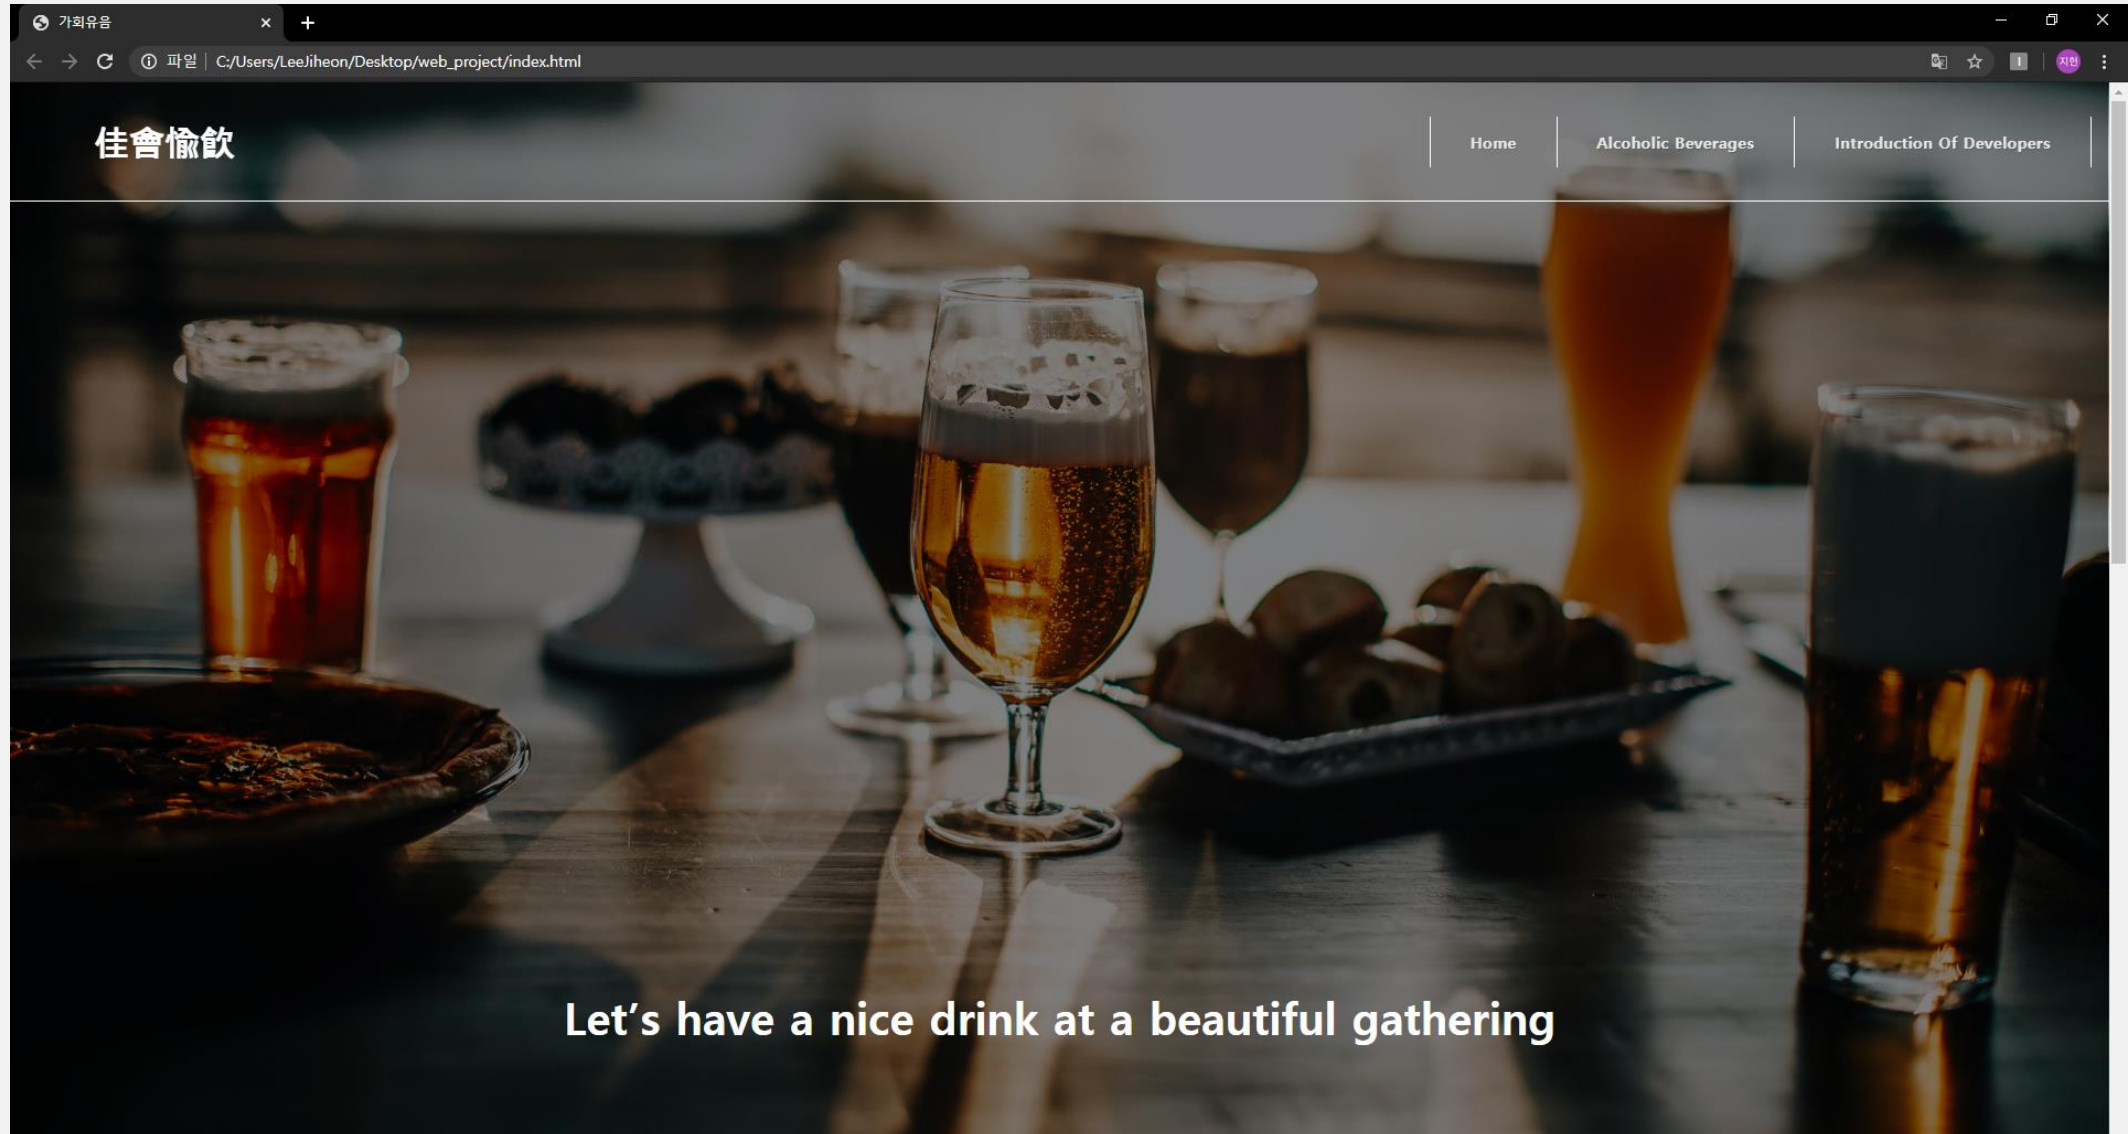 가회유음
파일 C:/Users/LeeJiheon/Desktop/web_project/index.html
I 지헌
佳會愉飮
Home Alcoholic Beverages Introduction Of Developers
Let's have a nice drink at a beautiful gathering